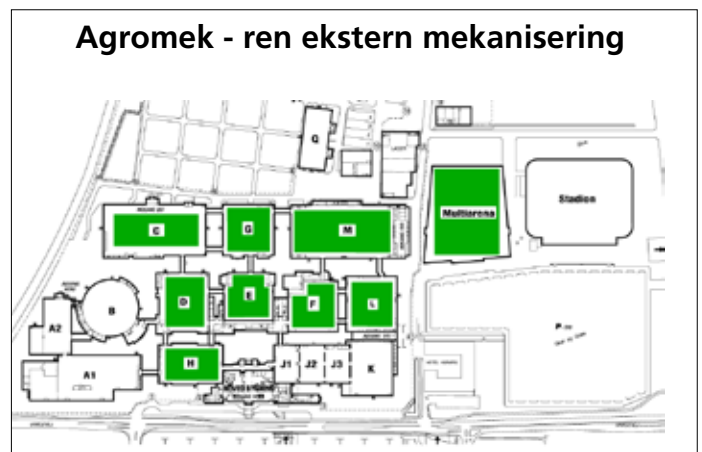 Agromek - ren ekstern mekanisering
Q
C
G
M
Multiarena
Stadion
B
D
E
F
L
A2
P
A1
H
J1
J2
J3
K